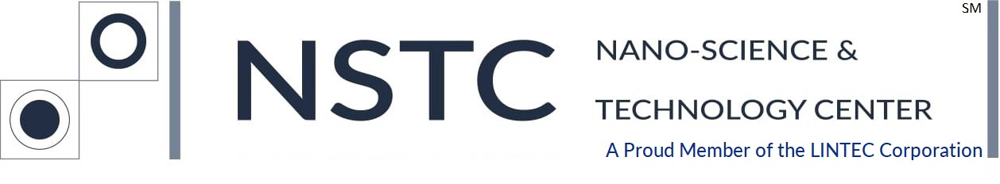 SM
NSTC
NANO-SCIENCE &
TECHNOLOGY CENTER
A Proud Member of the LINTEC Corporation